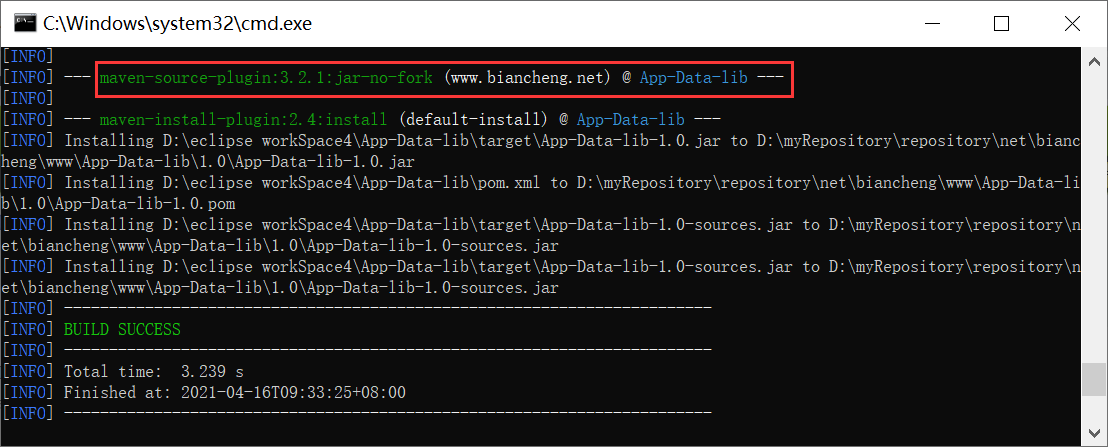 C:\Windows\system32\cmd.exe
[INFO]
[INFO] --- maven-source-plugin:3.2.1:jar-no-fork (www.biancheng.net) @ App-Data-lib ---
[INFO]
[INFO] --- maven-install-plugin:2.4:install (default-install) @ App-Data-lib ---
[INFO] Installing D:\eclipse workSpace4\App-Data-lib\target\App-Data-lib-1.0.jar to D:\myRepository\repository\net\bianc
heng\www\App-Data-lib\1.0\App-Data-lib-1.0.jar
[INFO] Installing D:\eclipse workSpace4\App-Data-lib\pom.xml to D:\myRepository\repository\net\biancheng\www\App-Data-li
b\1.0\App-Data-lib-1.0.pom
[INFO] Installing D:\eclipse workSpace4\App-Data-lib\target\App-Data-lib-1.0-sources.jar to D:\myRepository\repository\n
et\biancheng\www\App-Data-lib\1.0\App-Data-lib-1.0-sources.jar
[INFO] Installing D:\eclipse workSpace4\App-Data-lib\target\App-Data-lib-1.0-sources.jar to D:\myRepository\repository\n
et\biancheng\www\App-Data-lib\1.0\App-Data-lib-1.0-sources.jar
[INFO] ------------------------------------------------------------------------
[INFO] BUILD SUCCESS
[INFO] ------------------------------------------------------------------------
[INFO] Total time:  3.239 s
[INFO] Finished at: 2021-04-16T09:33:25+08:00
[INFO] ------------------------------------------------------------------------